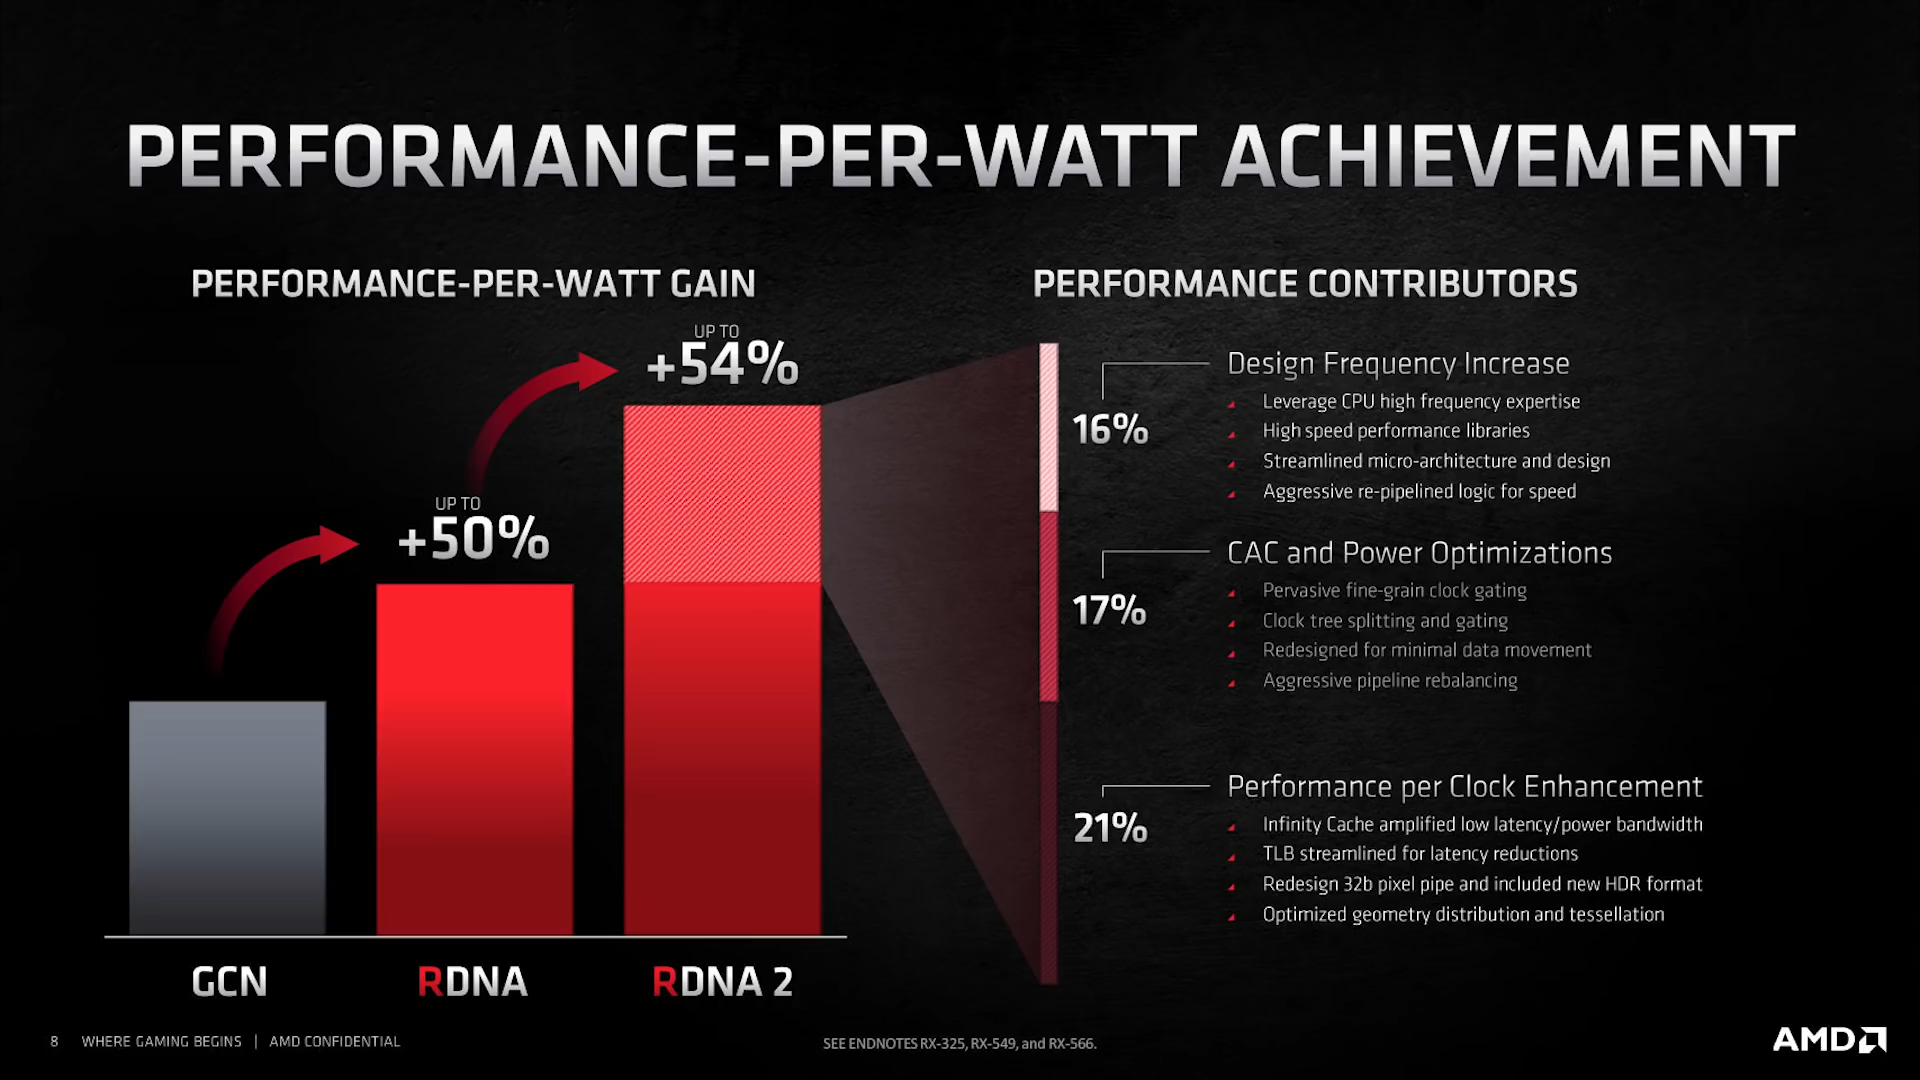 PERFORMANCE-PER-WATT ACHIEVEMENT
PERFORMANCE-PER-WATT GAIN
UP TO
+54%
UP TO
+50%
GCN
RDNA
RDNA 2
PERFORMANCE CONTRIBUTORS
16%
Design Frequency Increase
Leverage CPU high frequency expertise
High speed performance libraries
Streamlined micro-architecture and design
Aggressive re-pipelined logic for speed
17%
CAC and Power Optimizations
Pervasive fine-grain clock gating
Clock tree splitting and gating
Redesigned for minimal data movement
Aggressive pipeline rebalancing
21%
Performance per Clock Enhancement
Infinity Cache amplified low latency/power bandwidth
TLB streamlined for latency reductions
Redesign 32b pixel pipe and included new HDR format
Optimized geometry distribution and tessellation
8 WHERE GAMING BEGINS | AMD CONFIDENTIAL
SEE ENDNOTES RX-325, RX-549, and RX-566.
AMD